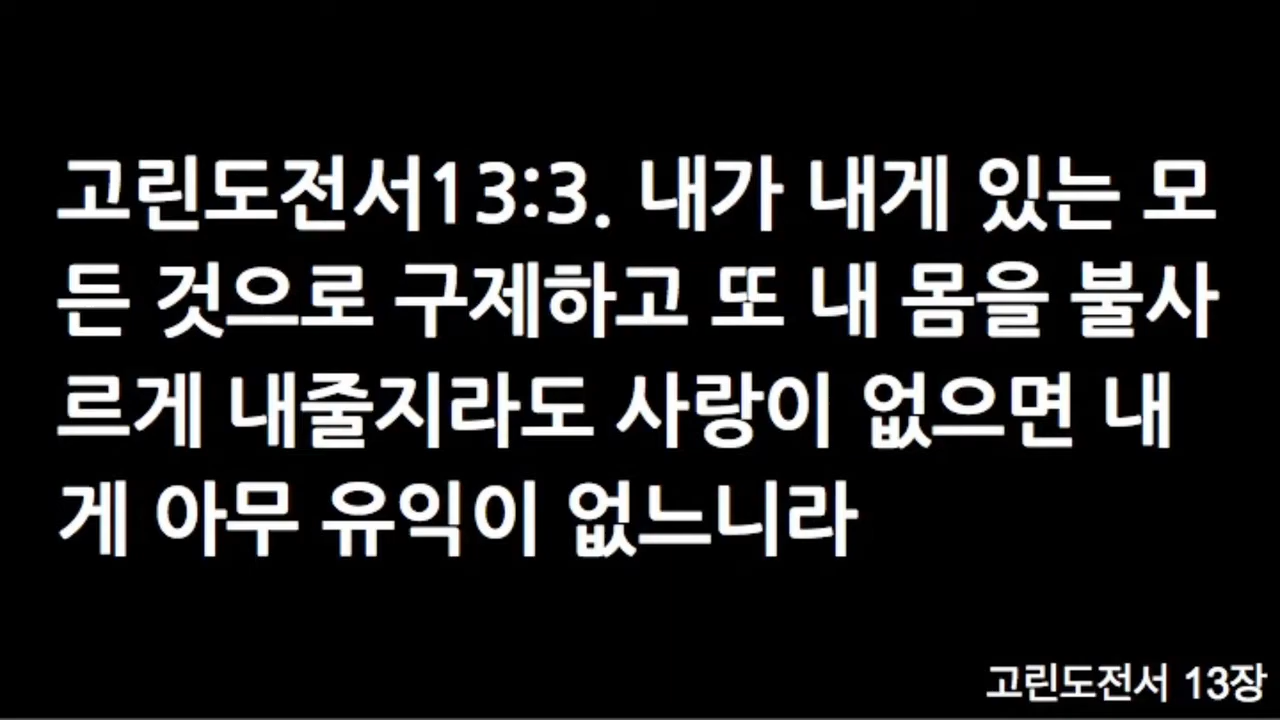 고린도전서13:3. 내가 내게 있는 모
든 것으로 구제하고 또 내 몸을 불사
르게 내줄지라도 사랑이 없으면 내
게 아무 유익이 없느니라
고린도전서 13장